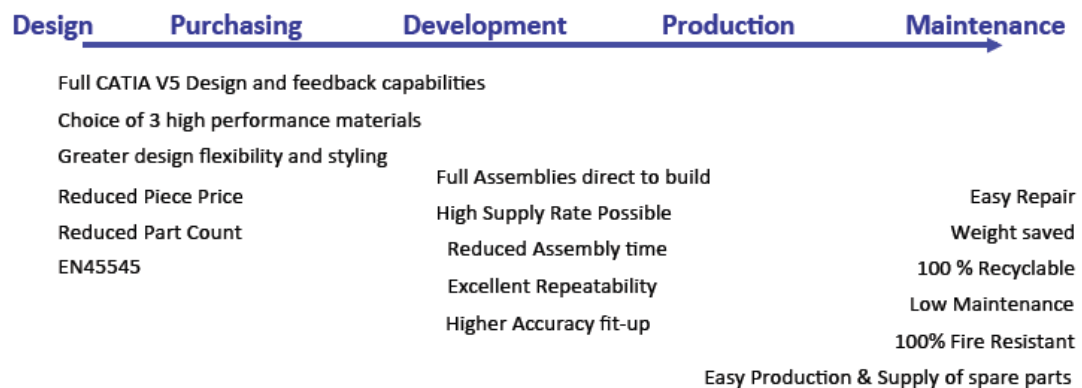 Design Purchasing Development Production Maintenance
Full CATIA V5 Design and feedback capabilities
Choice of 3 high performance materials
Greater design flexibility and styling
Reduced Piece Price
Reduced Part Count
EN45545
Full Assemblies direct to build
High Supply Rate Possible
Reduced Assembly time
Excellent Repeatability
Higher Accuracy fit-up
Easy Repair
Weight saved
100 % Recyclable
Low Maintenance
100% Fire Resistant
Easy Production & Supply of spare parts